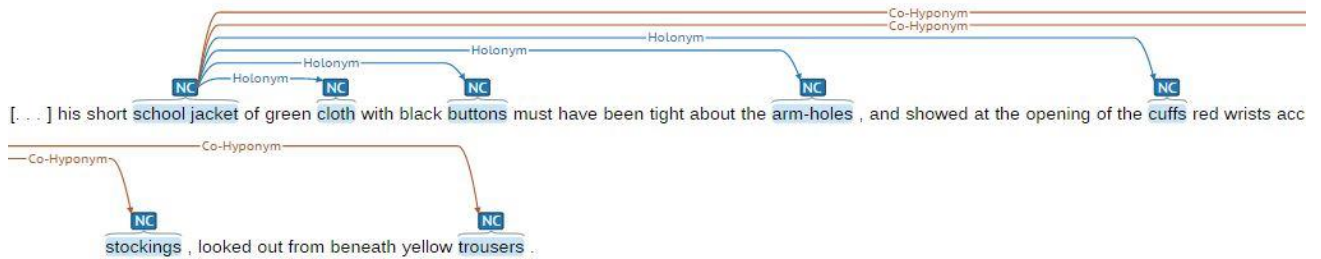 Co-Hyponym
Co-Hyponym
Holonym
Holonym
Holonym
Holonym
NC NC NC NC NC
[. . . ] his short school jacket of green cloth with black buttons must have been tight about the arm-holes , and showed at the opening of the cuffs red wrists acc
Co-Hyponym
Co-Hyponym
NC NC
stockings , looked out from beneath yellow trousers .